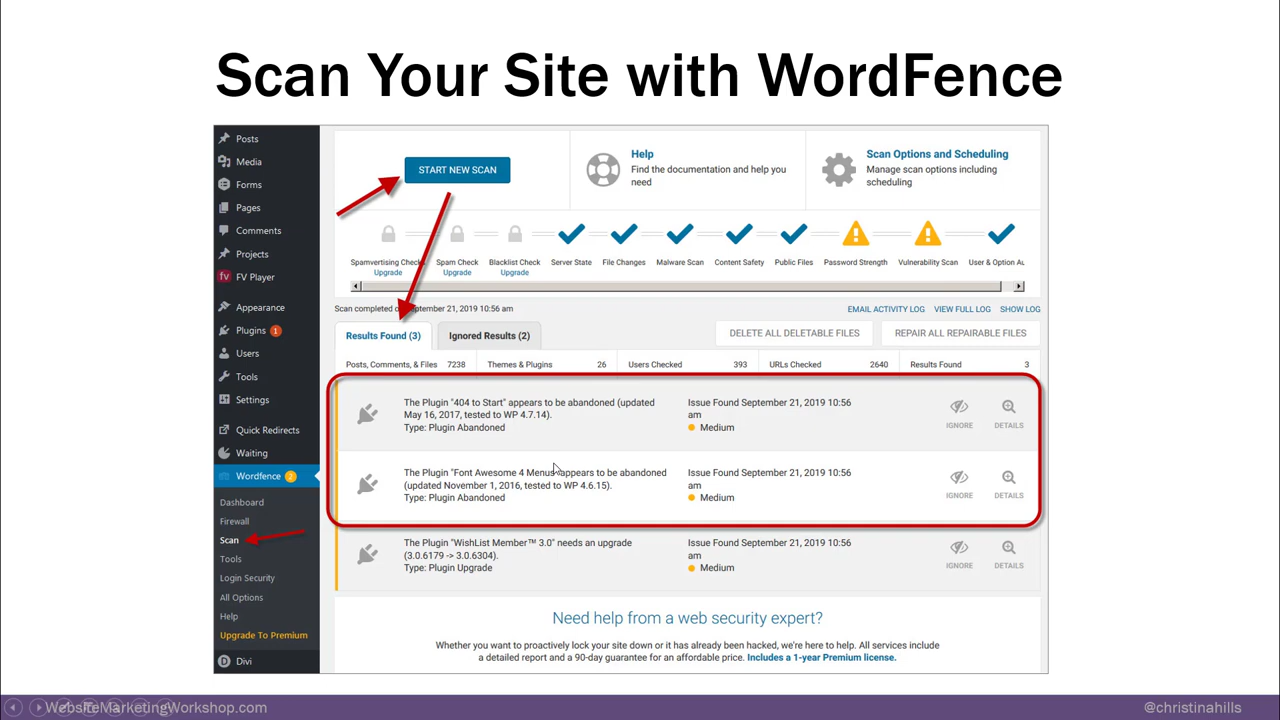 Scan Your Site with WordFence
Posts
Media
Forms
Pages
Comments
Projects
FV Player
Appearance
Plugins 1
Users
Tools
Settings
Quick Redirects
Waiting
Wordfence 2
Dashboard
Firewall
Scan
Tools
Login Security
All Options
Help
Upgrade To Premium
Divi
START NEW SCAN
Help
Find the documentation and help you
need
Scan Options and Scheduling
Manage scan options including
scheduling
Spamvertising Check
Upgrade
Spam Check
Upgrade
Blacklist Check
Upgrade
Server State
File Changes
Malware Scan
Content Safety
Public Files
Password Strength
Vulnerability Scan
User & Option Au
Scan completed September 21, 2019 10:56 am
EMAIL ACTIVITY LOG
VIEW FULL LOG
SHOW LOG
Results Found (3)
Ignored Results (2)
DELETE ALL DELETABLE FILES
REPAIR ALL REPAIRABLE FILES
Posts, Comments, & Files 7238
Themes & Plugins 26
Users Checked 393
URLs Checked 2640
Results Found 3
The Plugin "404 to Start" appears to be abandoned (updated
May 16, 2017, tested to WP 4.7.14).
Type: Plugin Abandoned
Issue Found September 21, 2019 10:56
am
Medium
IGNORE
DETAILS
The Plugin "Font Awesome 4 Menus" appears to be abandoned
(updated November 1, 2016, tested to WP 4.6.15).
Type: Plugin Abandoned
Issue Found September 21, 2019 10:56
am
Medium
IGNORE
DETAILS
The Plugin "WishList Member™ 3.0" needs an upgrade
(3.0.6179 -> 3.0.6304).
Type: Plugin Upgrade
Issue Found September 21, 2019 10:56
am
Medium
IGNORE
DETAILS
Need help from a web security expert?
Whether you want to proactively lock your site down or it has already been hacked, we're here to help. All services include
a detailed report and a 90-day guarantee for an affordable price. Includes a 1-year Premium license.
WebsiteMarketingWorkshop.com
@christinahills